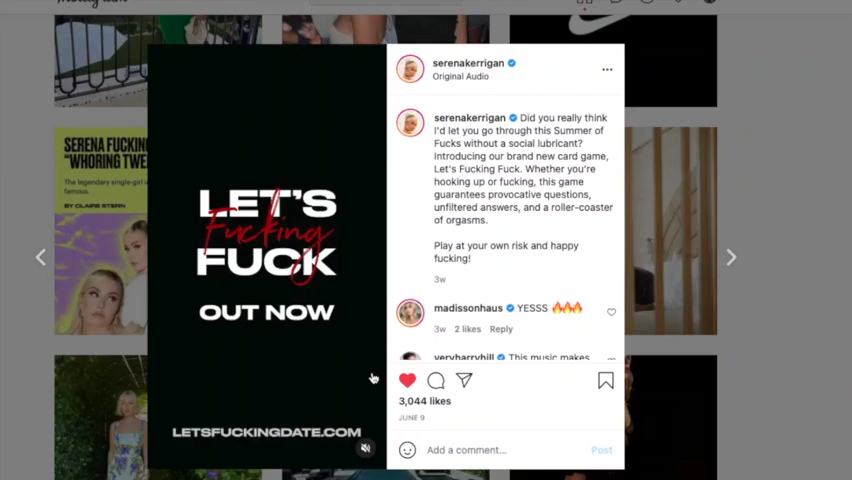 serenakerrigan
Original Audio
serenakerrigan Did you really think
I'd let you go through this Summer of
Fucks without a social lubricant?
Introducing our brand new card game,
Let's Fucking Fuck. Whether you're
hooking up or fucking, this game
guarantees provocative questions,
unfiltered answers, and a roller-coaster
of orgasms.
Play at your own risk and happy
fucking!
3w
madissonhaus YESSS 🔥🔥🔥
3w 2 likes Reply
veryharryhill This music makes
3,044 likes
JUNE 9
Add a comment... Post
LET'S
Fucking
FUCK
OUT NOW
LETSFUCKINGDATE.COM
SERENA FUCKIN
"WHORING TWE
The legendary single-girl i
famous.
BY CLAIRE STERN